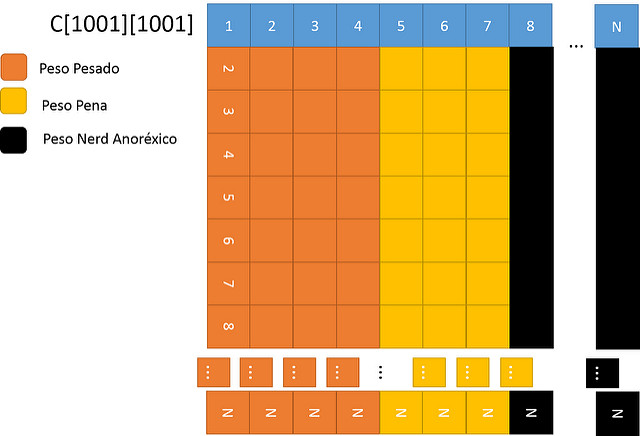 C[1001][1001]
1 2 3 4 5 6 7 8 ... N
Peso Pesado
Peso Pena
Peso Nerd Anoréxico
2
3
4
5
6
7
8
... ... ... ... ... ... ... ... ...
N N N N N N N N N